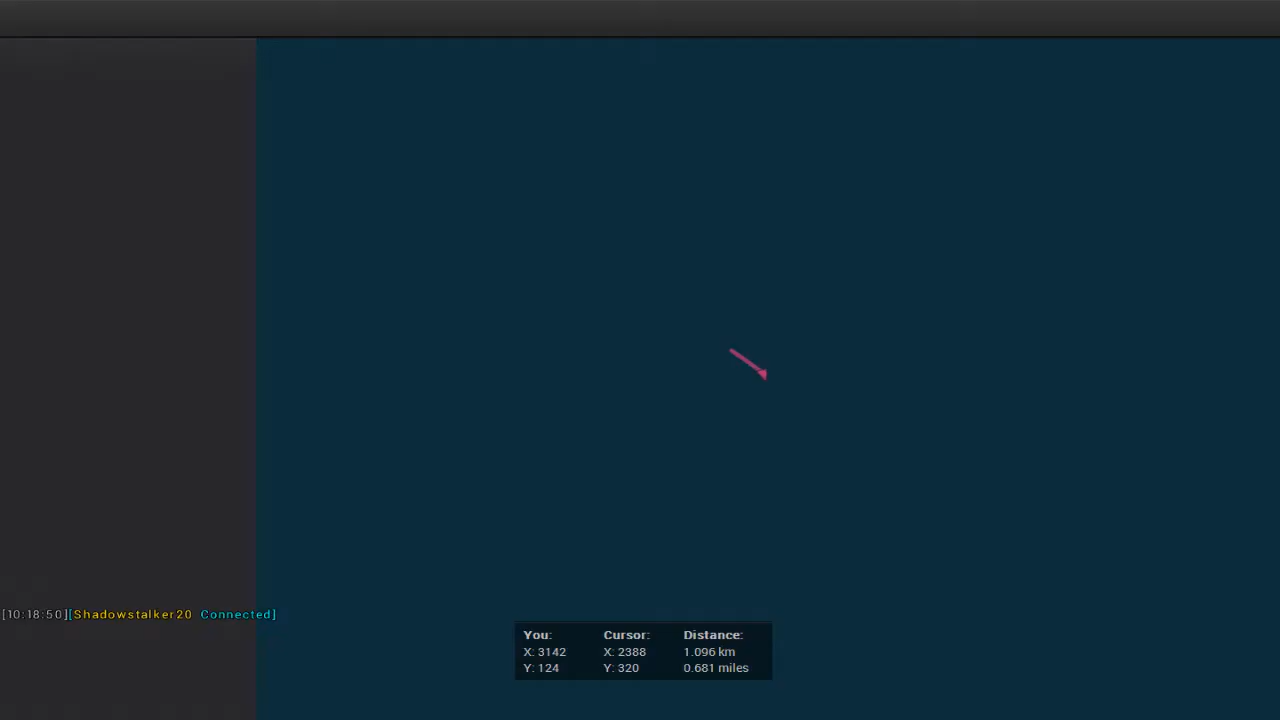 [10:18:50][Shadowstalker20 Connected]
You: Cursor: Distance:
X: 3142 X: 2388 1.096 km
Y: 124 Y: 320 0.681 miles